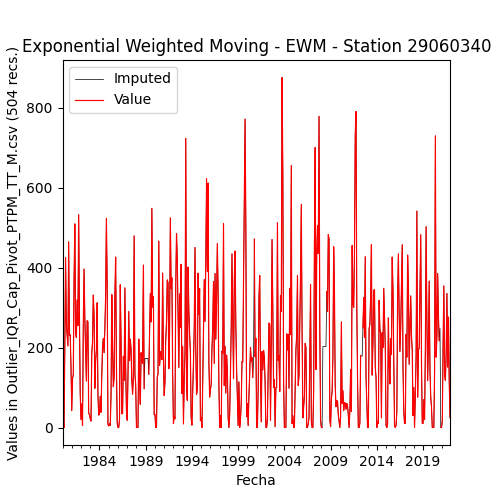 Exponential Weighted Moving - EWM - Station 29060340
Imputed
Value
Values in Outlier_IQR_Cap_Pivot_PTPM_TT_M.csv (504 recs.)
800
600
400
200
0
1984 1989 1994 1999 2004 2009 2014 2019
Fecha